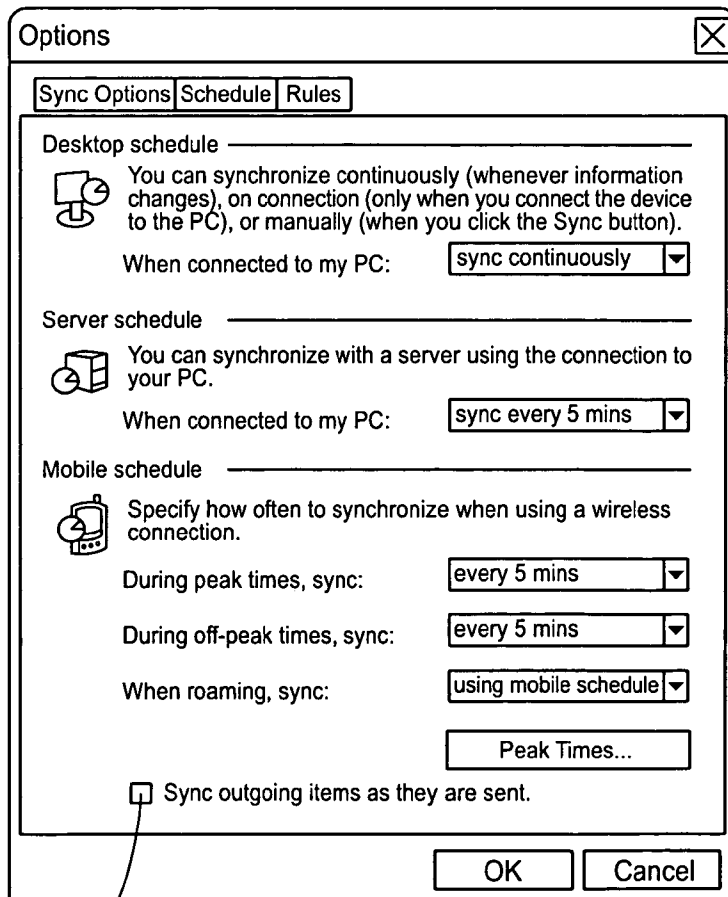 Options
Sync Options Schedule Rules
Desktop schedule
You can synchronize continuously (whenever information
changes), on connection (only when you connect the device
to the PC), or manually (when you click the Sync button).
When connected to my PC: sync continuously
Server schedule
You can synchronize with a server using the connection to
your PC.
When connected to my PC: sync every 5 mins
Mobile schedule
Specify how often to synchronize when using a wireless
connection.
During peak times, sync: every 5 mins
During off-peak times, sync: every 5 mins
When roaming, sync: using mobile schedule
Peak Times...
Sync outgoing items as they are sent.
OK Cancel